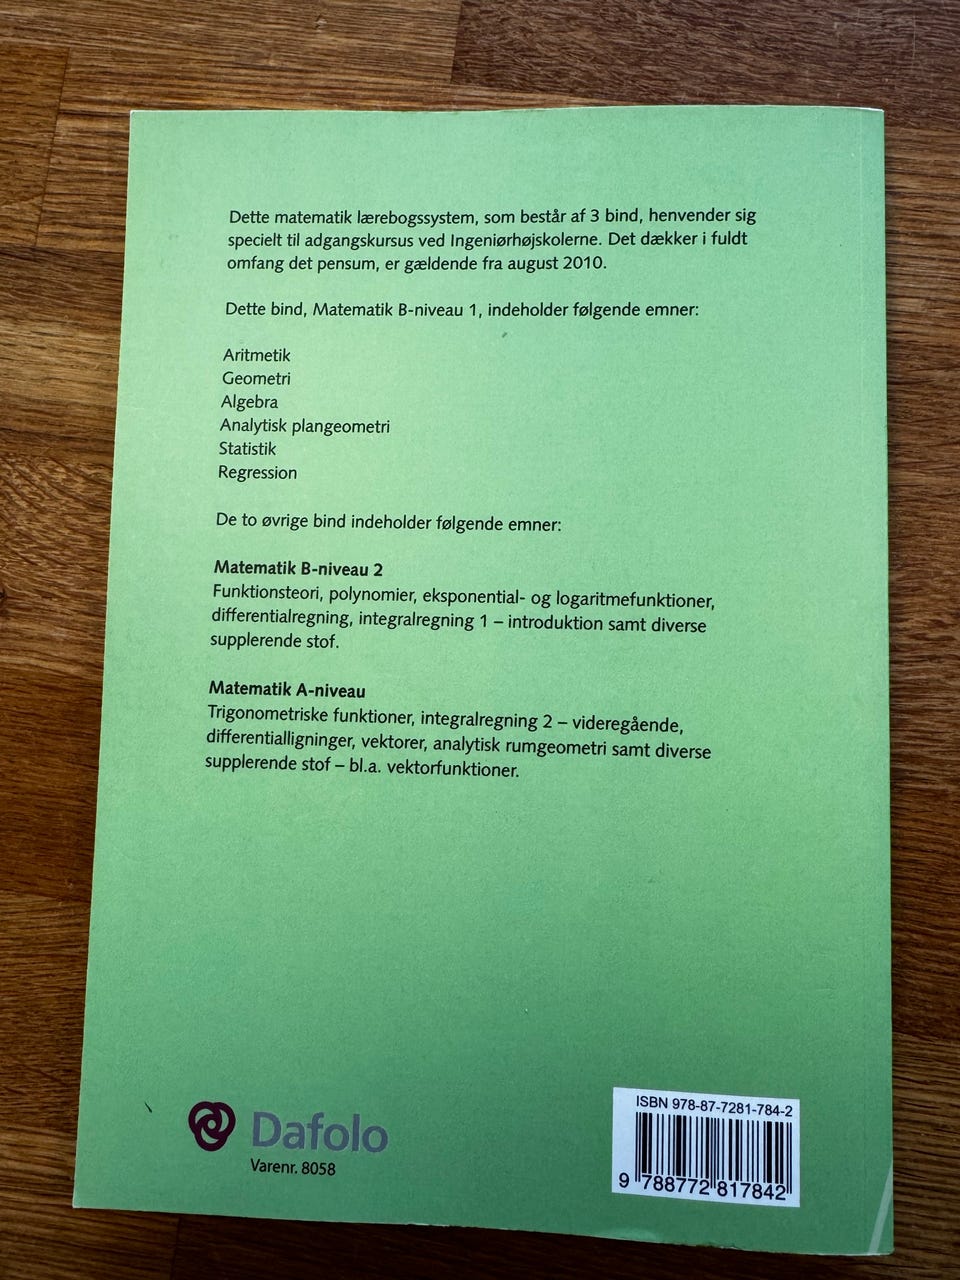 Dette matematik lærebogssystem, som består af 3 bind, henvender sig
specielt til adgangskursus ved Ingeniørhøjskolerne. Det dækker i fuldt
omfang det pensum, er gældende fra august 2010.
Dette bind, Matematik B-niveau 1, indeholder følgende emner:
Aritmetik
Geometri
Algebra
Analytisk plangeometri
Statistik
Regression
De to øvrige bind indeholder følgende emner:
Matematik B-niveau 2
Funktionsteori, polynomier, eksponential- og logaritmefunktioner,
differentialregning, integralregning 1 – introduktion samt diverse
supplerende stof.
Matematik A-niveau
Trigonometriske funktioner, integralregning 2 – videregående,
differentialligninger, vektorer, analytisk rumgeometri samt diverse
supplerende stof – bl.a. vektorfunktioner.
Dafolo
Varenr. 8058
ISBN 978-87-7281-784-2
9 788772 817842